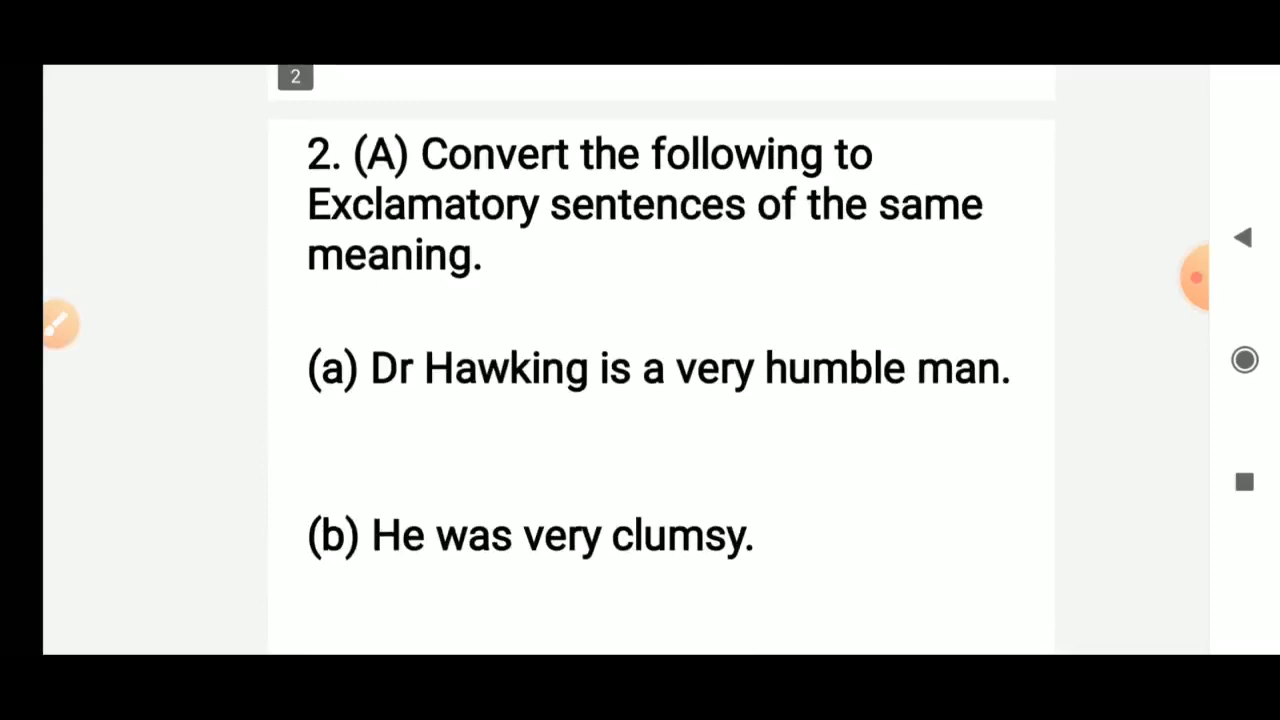 2
2. (A) Convert the following to
Exclamatory sentences of the same
meaning.
(a) Dr Hawking is a very humble man.
(b) He was very clumsy.